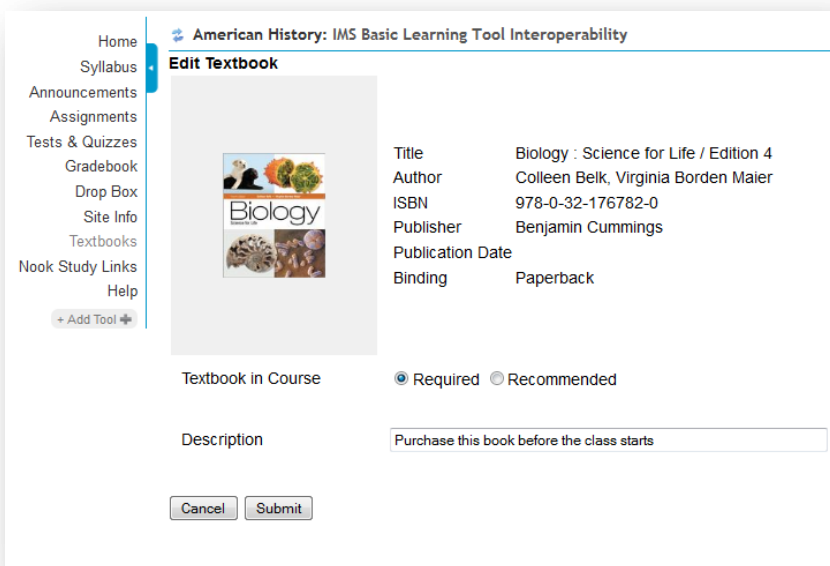 Home
Syllabus
Announcements
Assignments
Tests & Quizzes
Gradebook
Drop Box
Site Info
Textbooks
Nook Study Links
Help
+ Add Tool
American History: IMS Basic Learning Tool Interoperability
Edit Textbook
Biology
Science for Life
Title Biology : Science for Life / Edition 4
Author Colleen Belk, Virginia Borden Maier
ISBN 978-0-32-176782-0
Publisher Benjamin Cummings
Publication Date
Binding Paperback
Textbook in Course Required Recommended
Description Purchase this book before the class starts
Cancel Submit